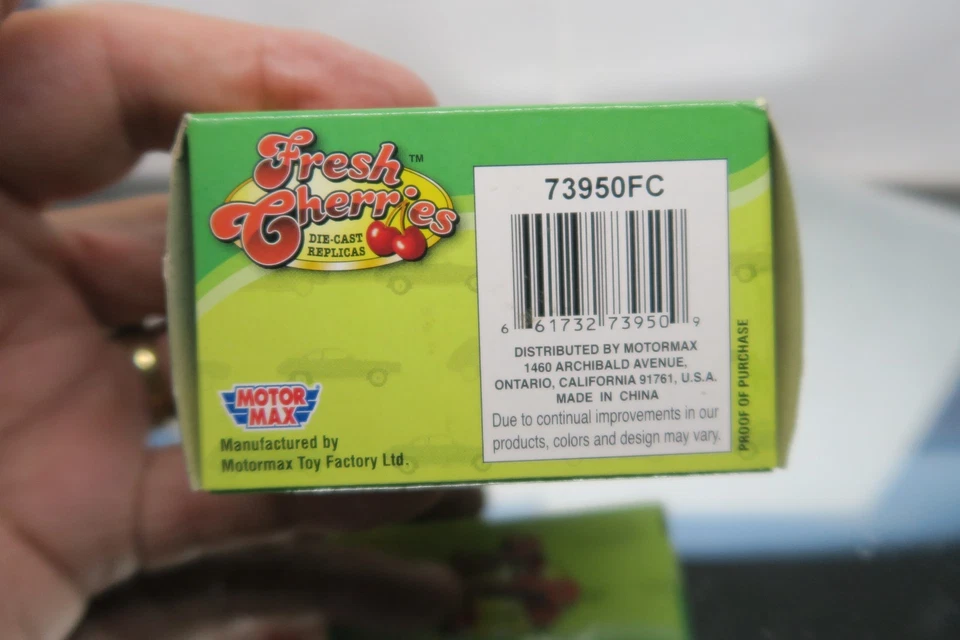 Fresh
Cherries
™
DIE-CAST
REPLICAS
73950FC
6 61732 73950 9
DISTRIBUTED BY MOTORMAX
1460 ARCHIBALD AVENUE,
ONTARIO, CALIFORNIA 91761, U.S.A.
MADE IN CHINA
Due to continual improvements in our
products, colors and design may vary.
PROOF OF PURCHASE
MOTOR
MAX
Manufactured by
Motormax Toy Factory Ltd.